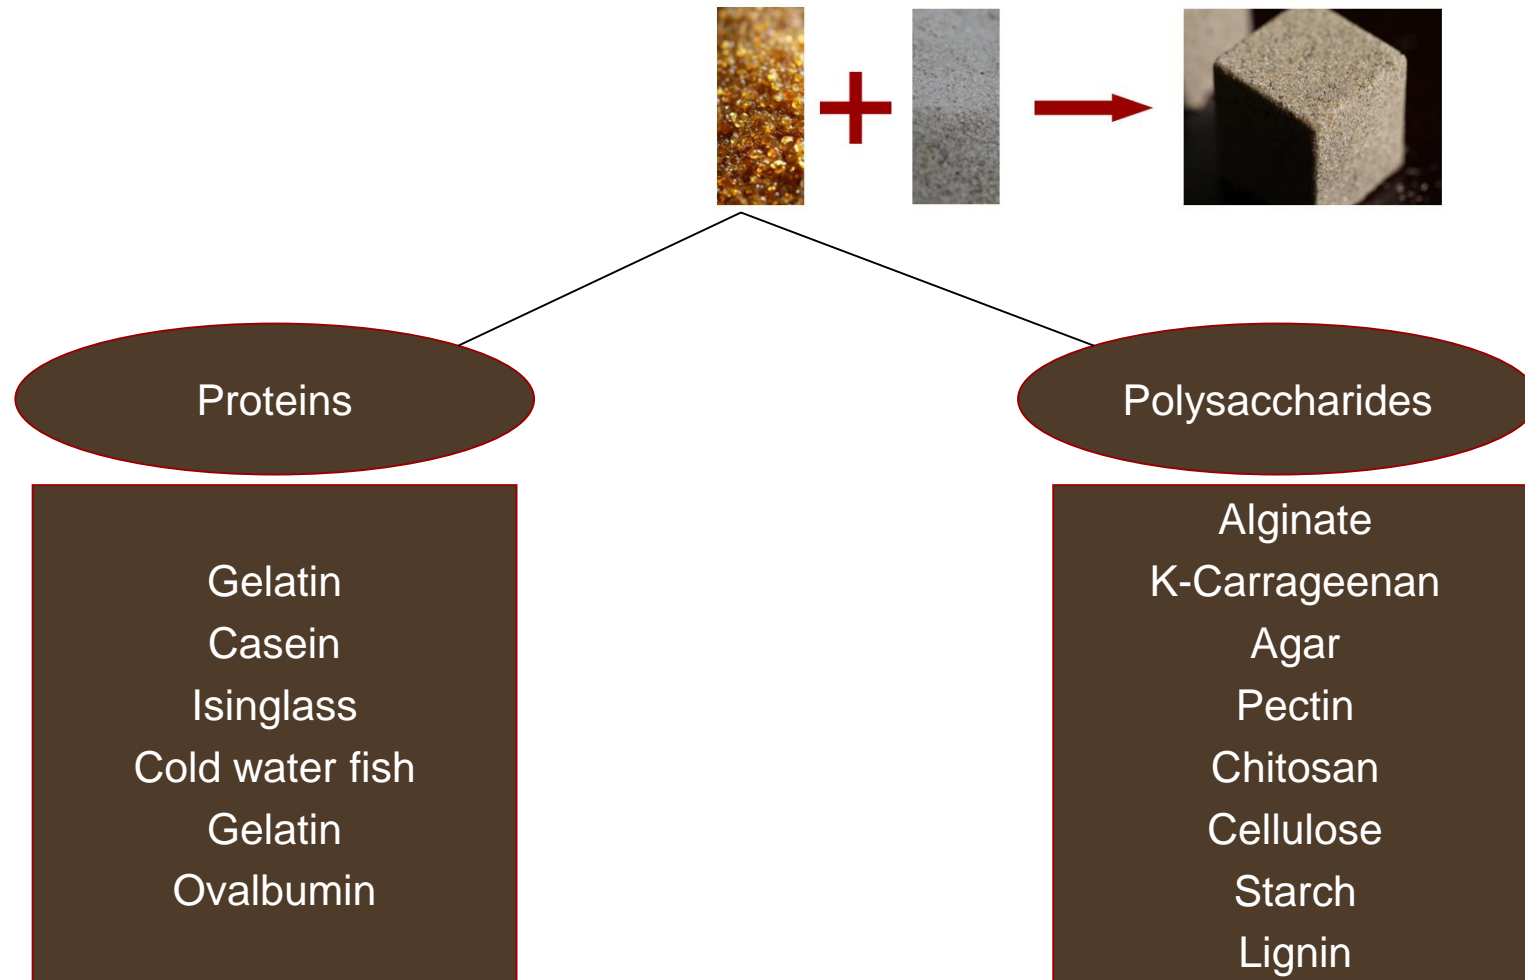 Proteins
Gelatin
Casein
Isinglass
Cold water fish
Gelatin
Ovalbumin
Polysaccharides
Alginate
K-Carrageenan
Agar
Pectin
Chitosan
Cellulose
Starch
Lignin